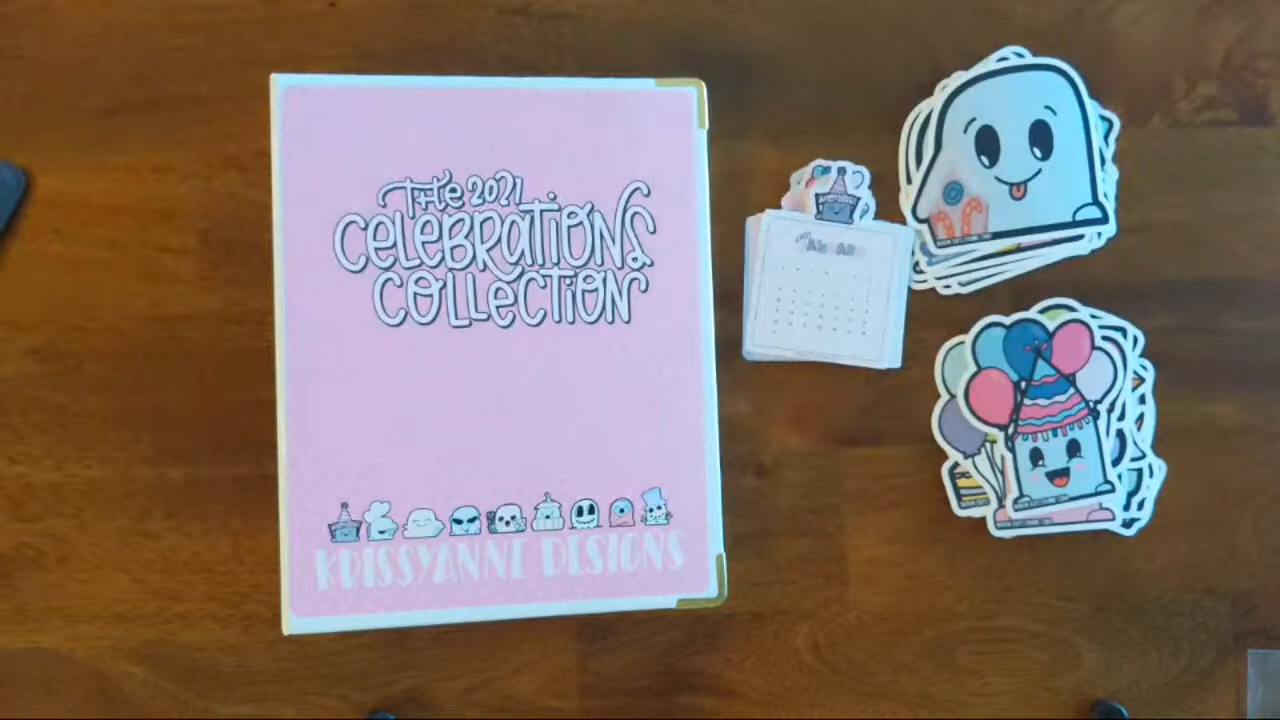 THE 2021
CELEBRATIONS
COLLECTION
KRISSYANNE DESIGNS